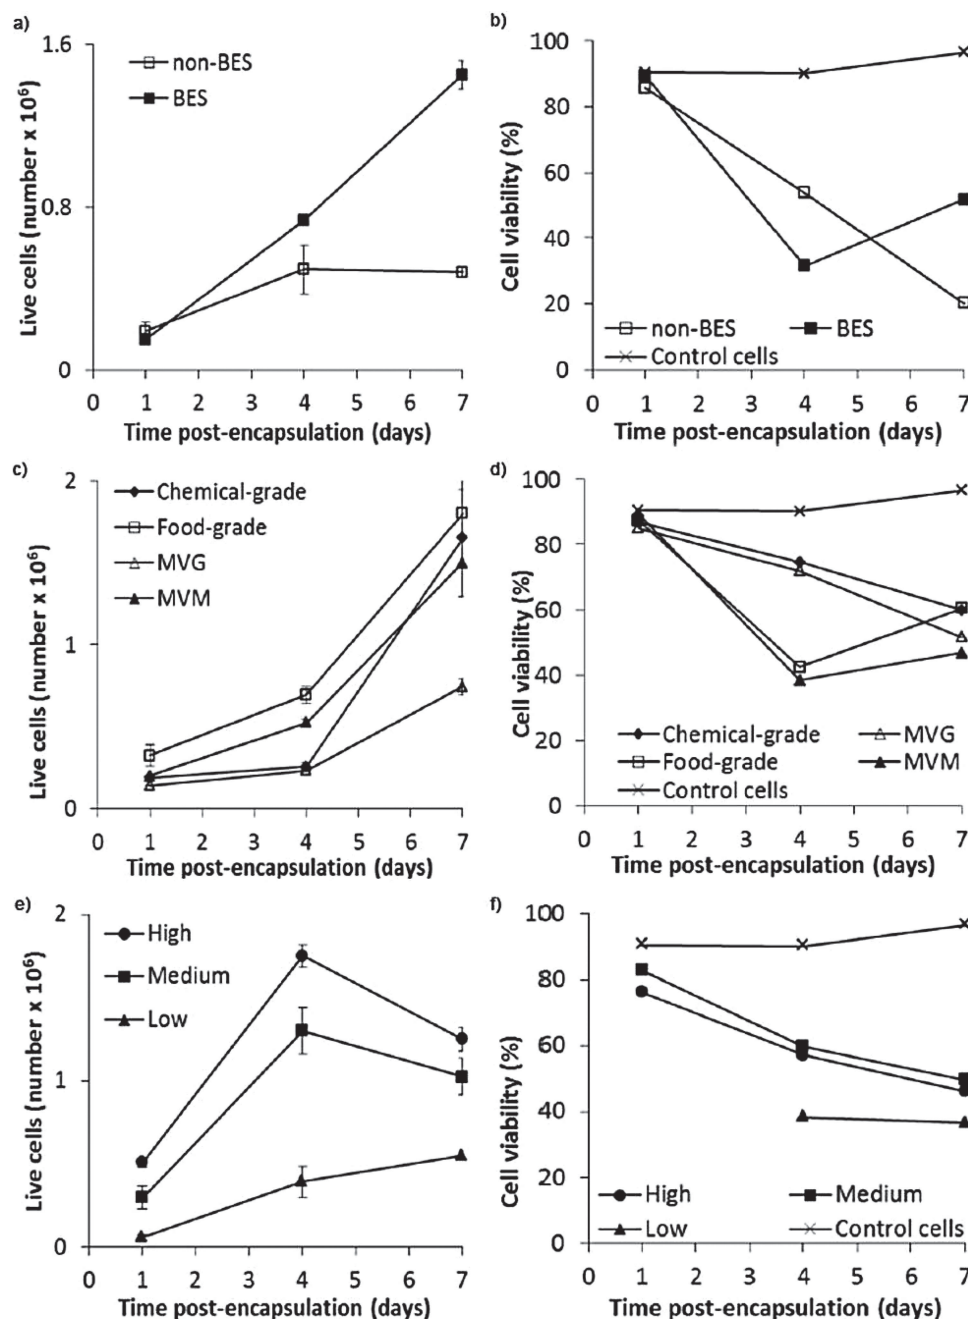 a)
Live cells (number x 10⁶)
1.6
0.8
0
non-BES
BES
0 1 2 3 4 5 6 7
Time post-encapsulation (days)
b)
Cell viability (%)
100
80
60
40
20
0
non-BES BES
Control cells
0 1 2 3 4 5 6 7
Time post-encapsulation (days)
c)
Live cells (number x 10⁶)
2
1
0
Chemical-grade
Food-grade
MVG
MVM
0 1 2 3 4 5 6 7
Time post-encapsulation (days)
d)
Cell viability (%)
100
80
60
40
20
0
Chemical-grade MVG
Food-grade MVM
Control cells
0 1 2 3 4 5 6 7
Time post-encapsulation (days)
e)
Live cells (number x 10⁶)
2
1
0
High
Medium
Low
0 1 2 3 4 5 6 7
Time post-encapsulation (days)
f)
Cell viability (%)
100
80
60
40
20
0
High Medium
Low Control cells
0 1 2 3 4 5 6 7
Time post-encapsulation (days)